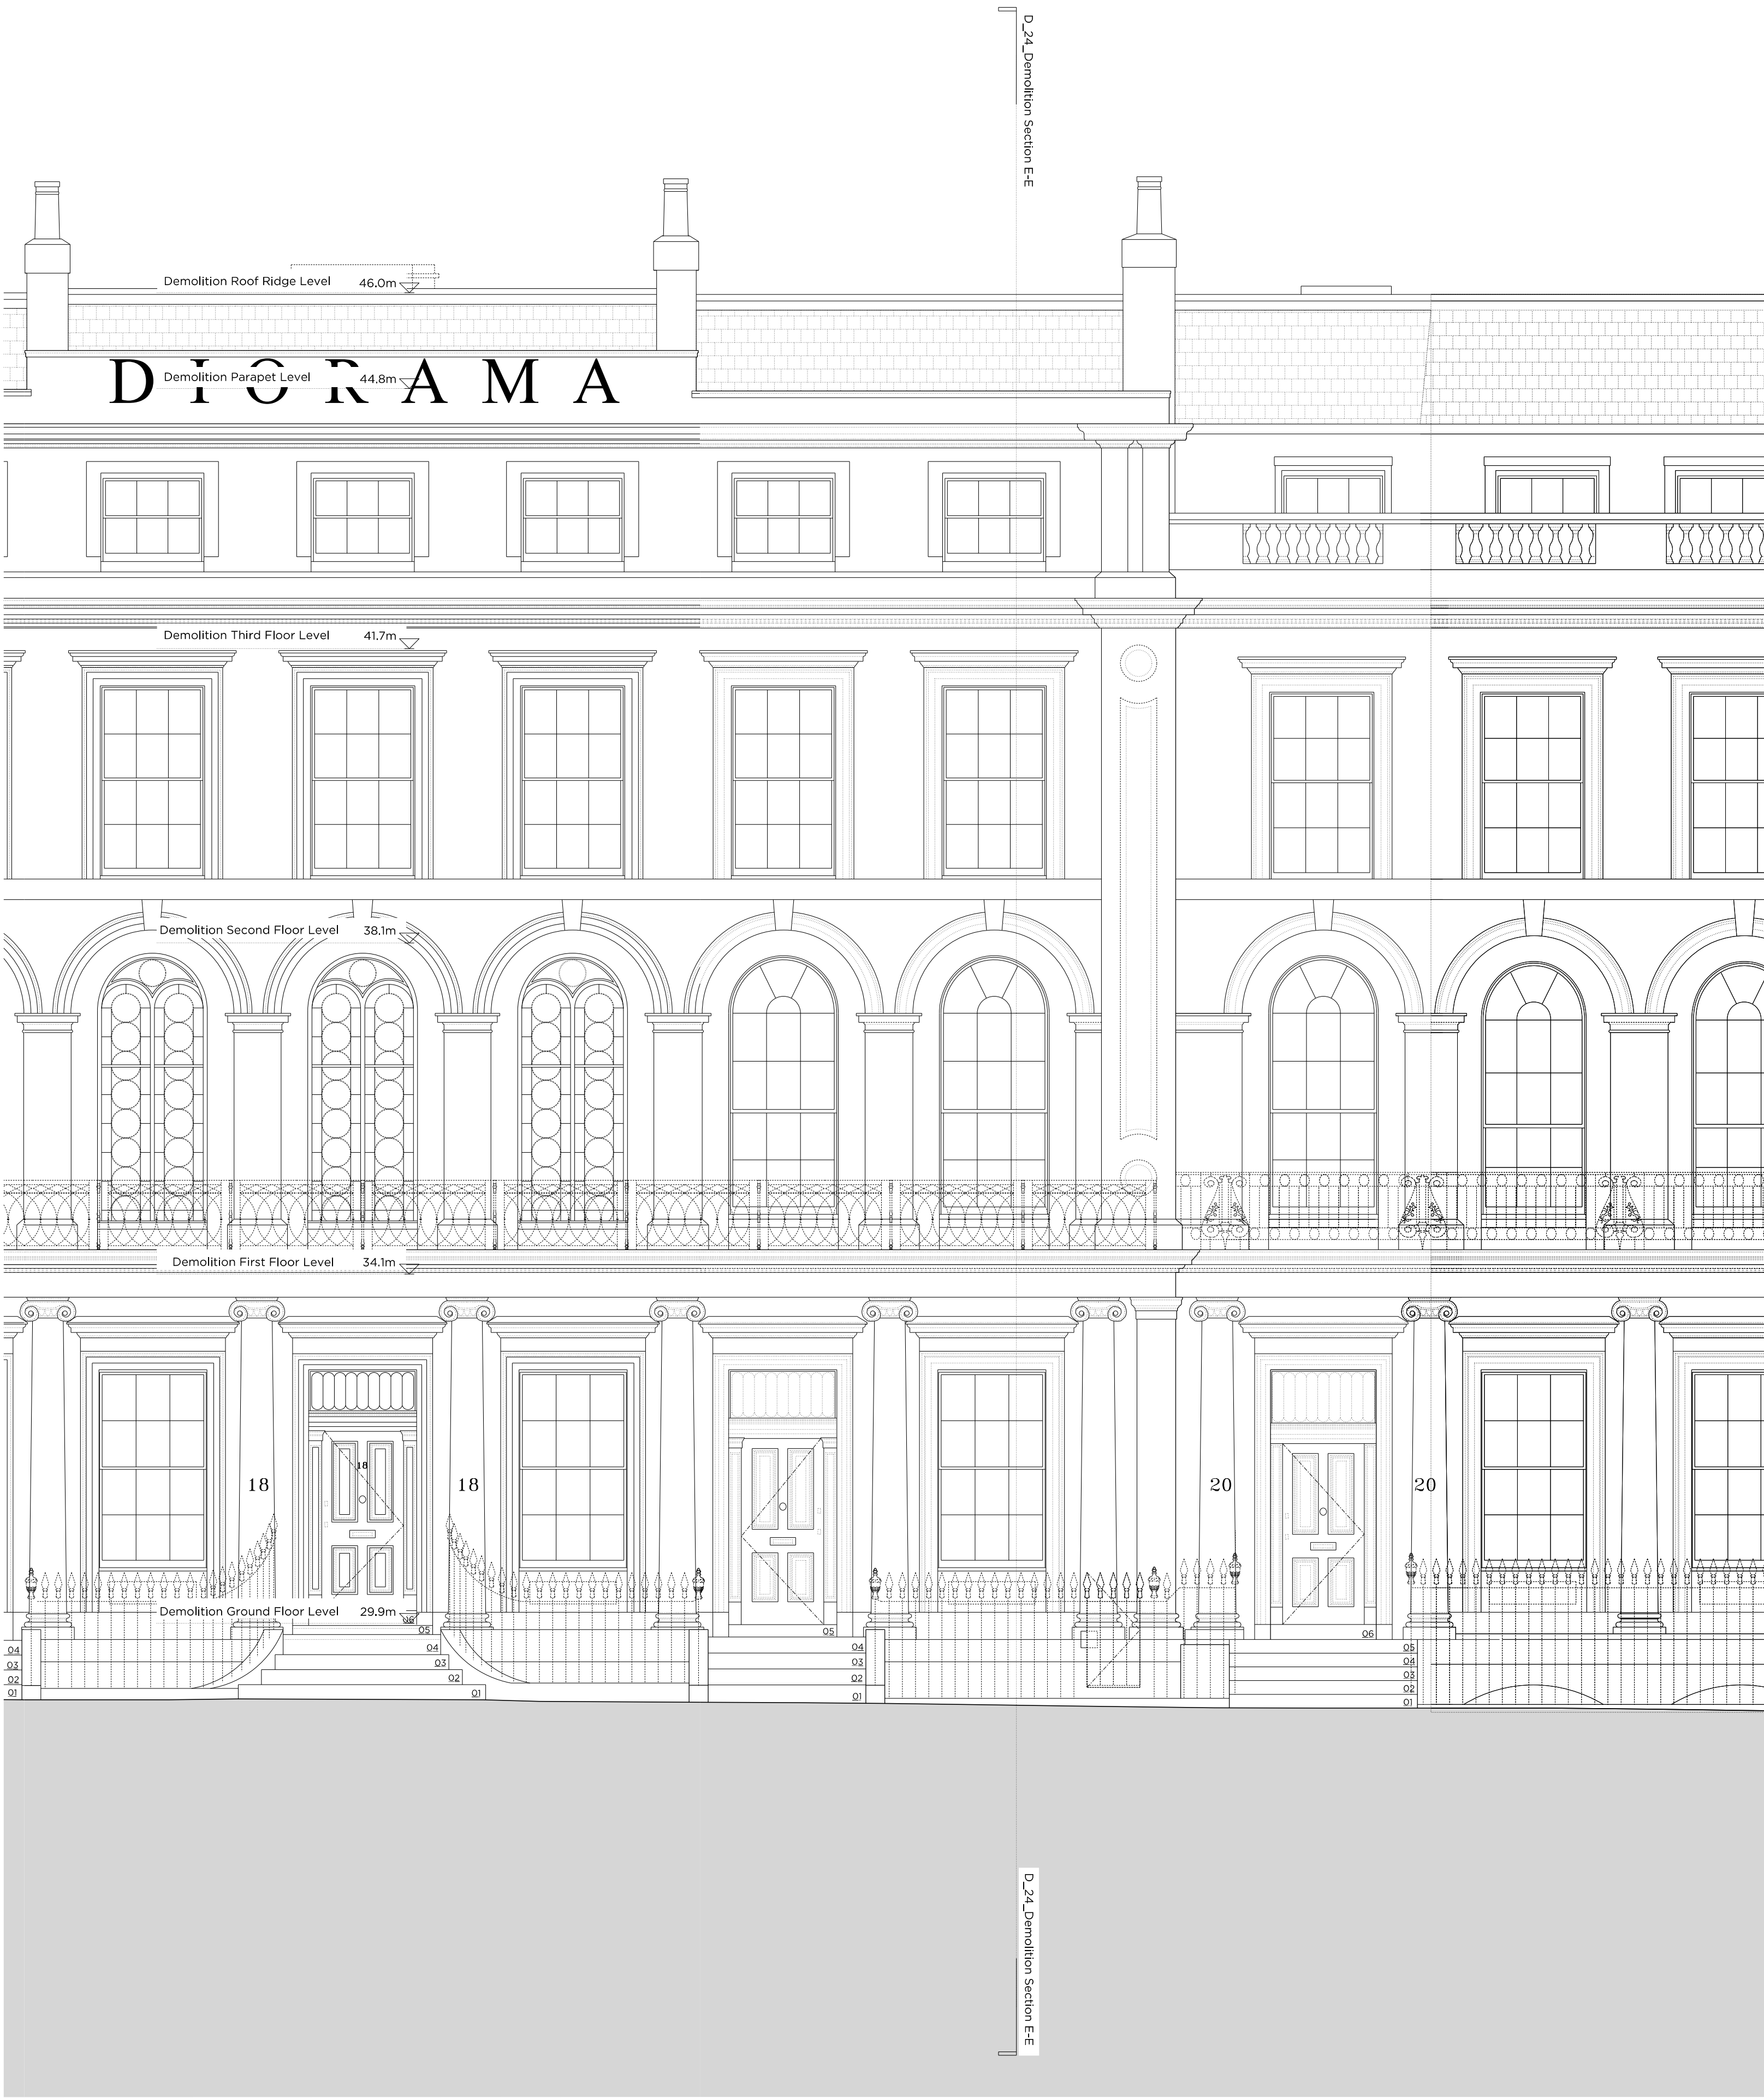 D_24_Demolition Section E-E
Demolition Roof Ridge Level 46.0m
DIORAMA
Demolition Parapet Level 44.8m
Demolition Third Floor Level 41.7m
Demolition Second Floor Level 38.1m
Demolition First Floor Level 34.1m
18
18
18
20
20
Demolition Ground Floor Level 29.9m
06
05
04
03
02
01
04
03
02
01
05
04
03
02
01
06
05
04
03
02
01
D_24_Demolition Section E-E